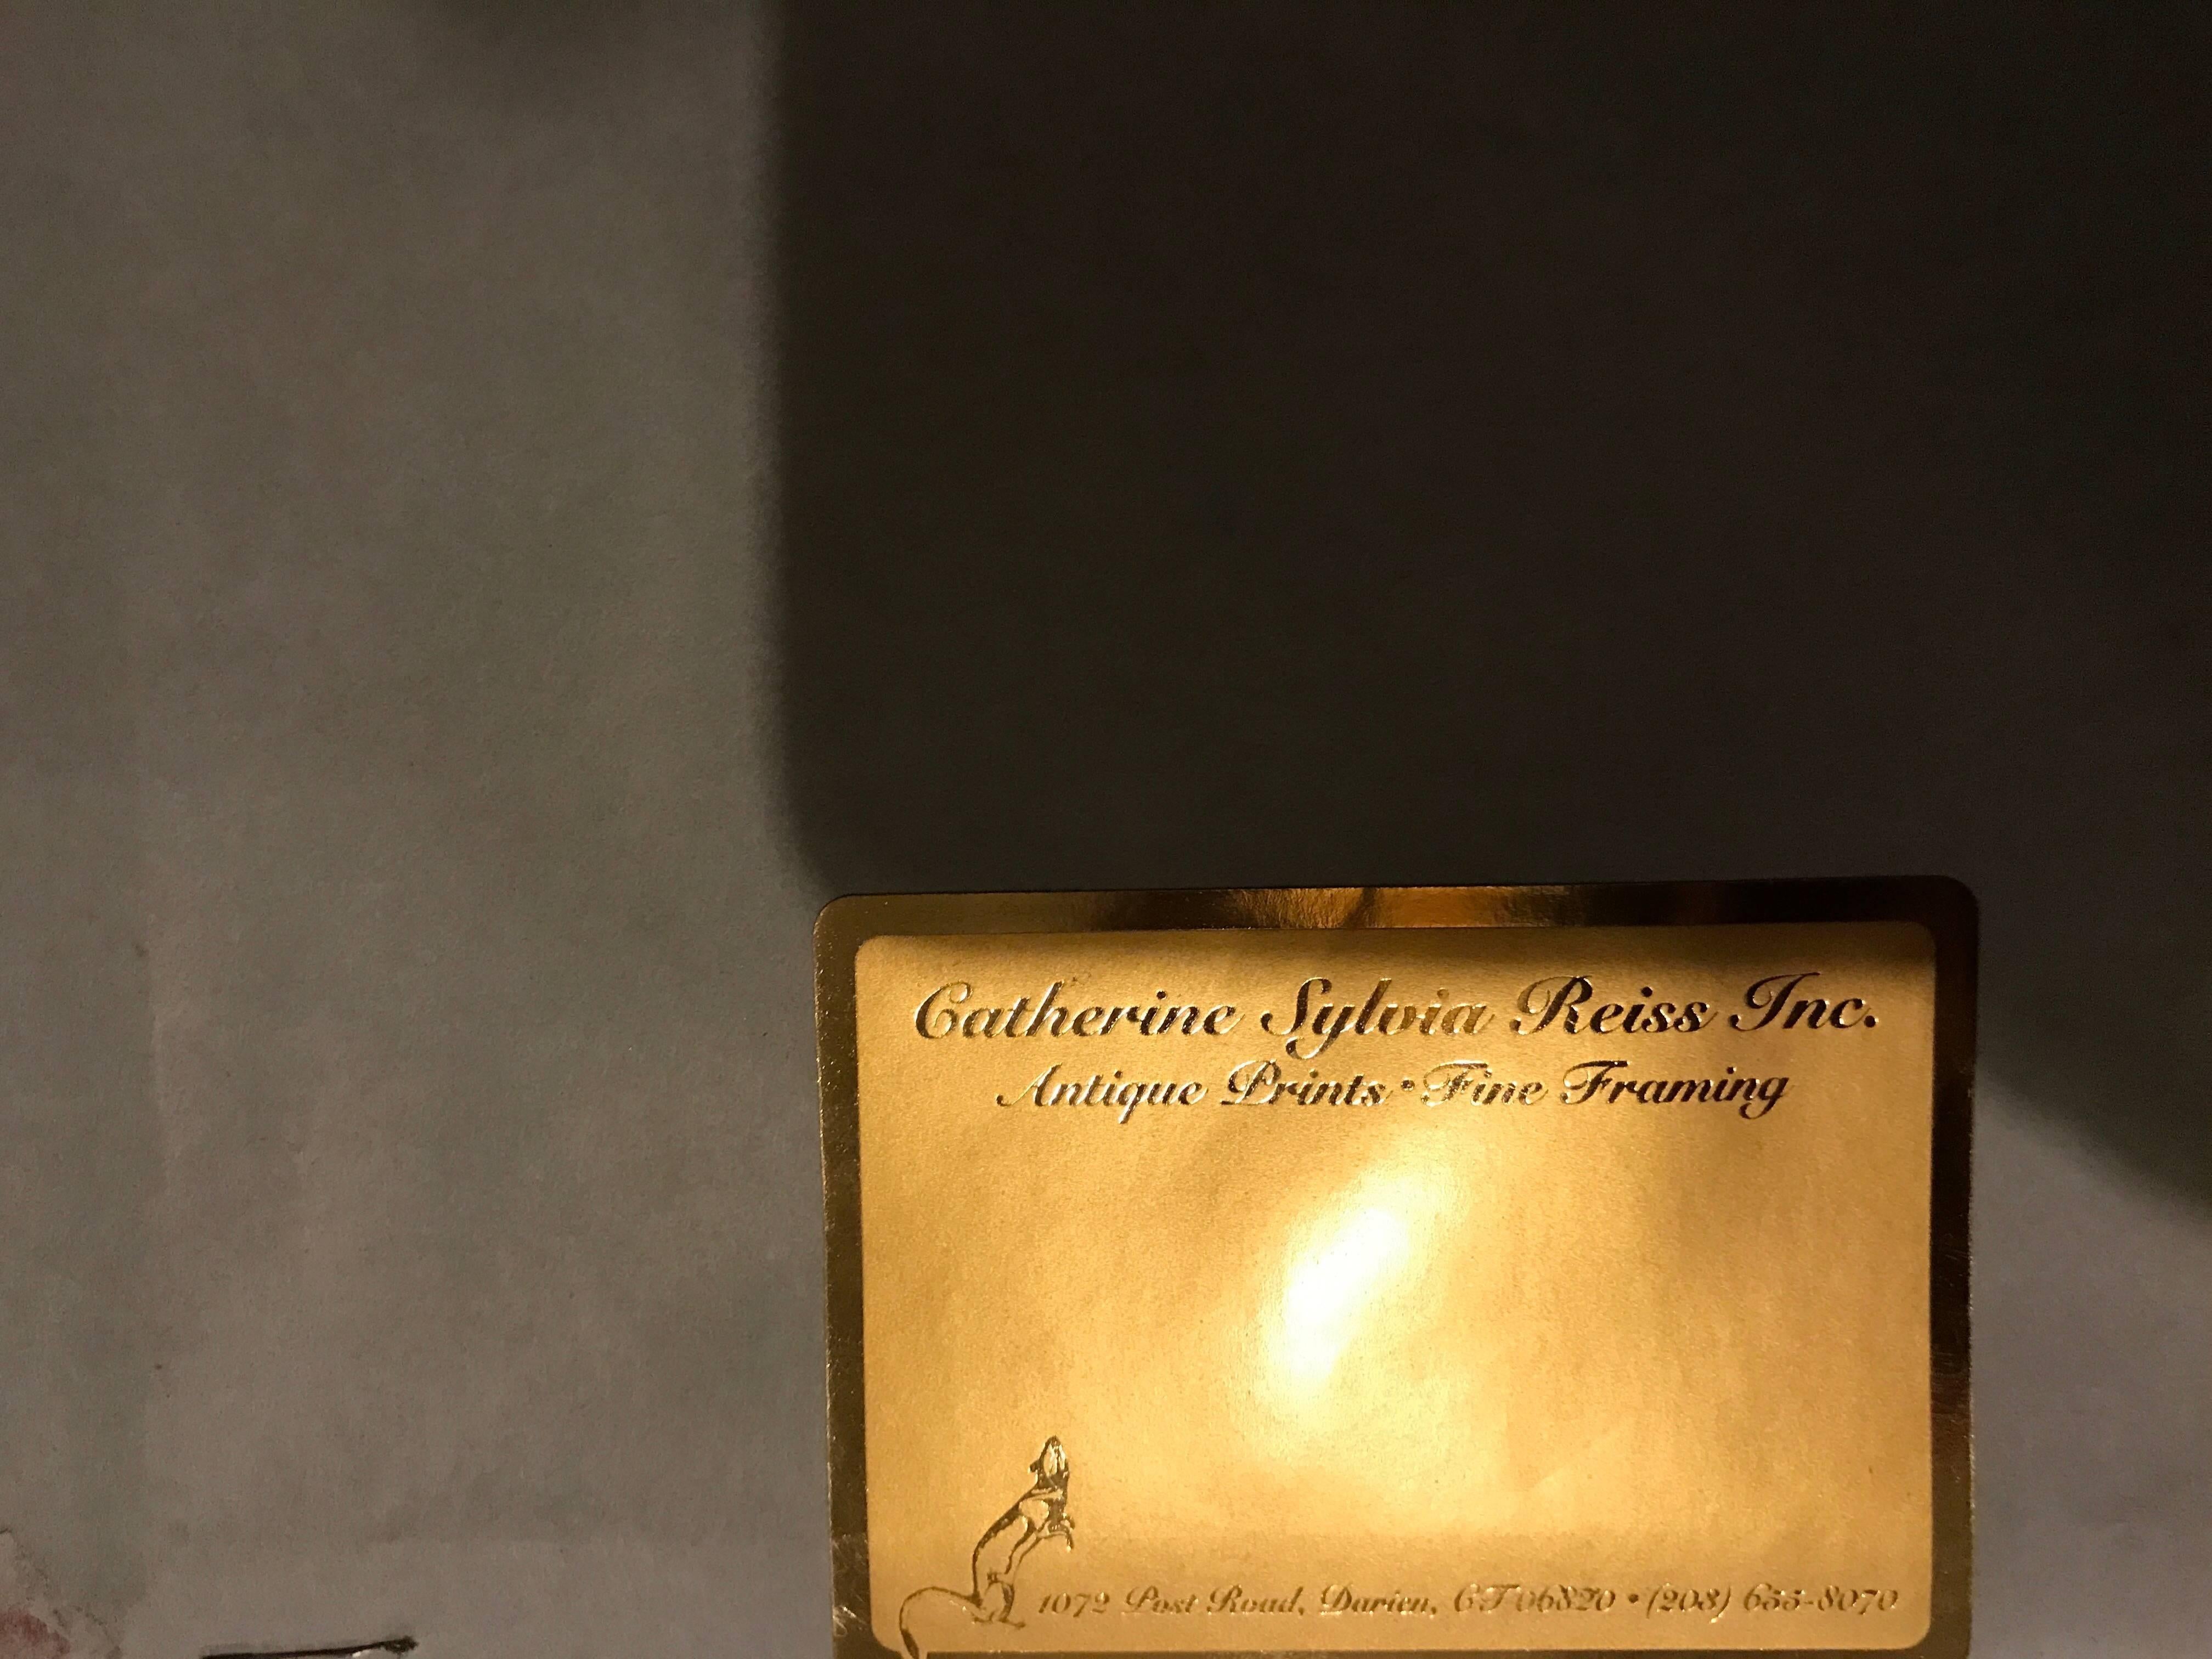 Catherine Sylvia Reiss Inc.
Antique Prints • Fine Framing
1072 Post Road, Darien, CT 06820 • (203) 655-8070